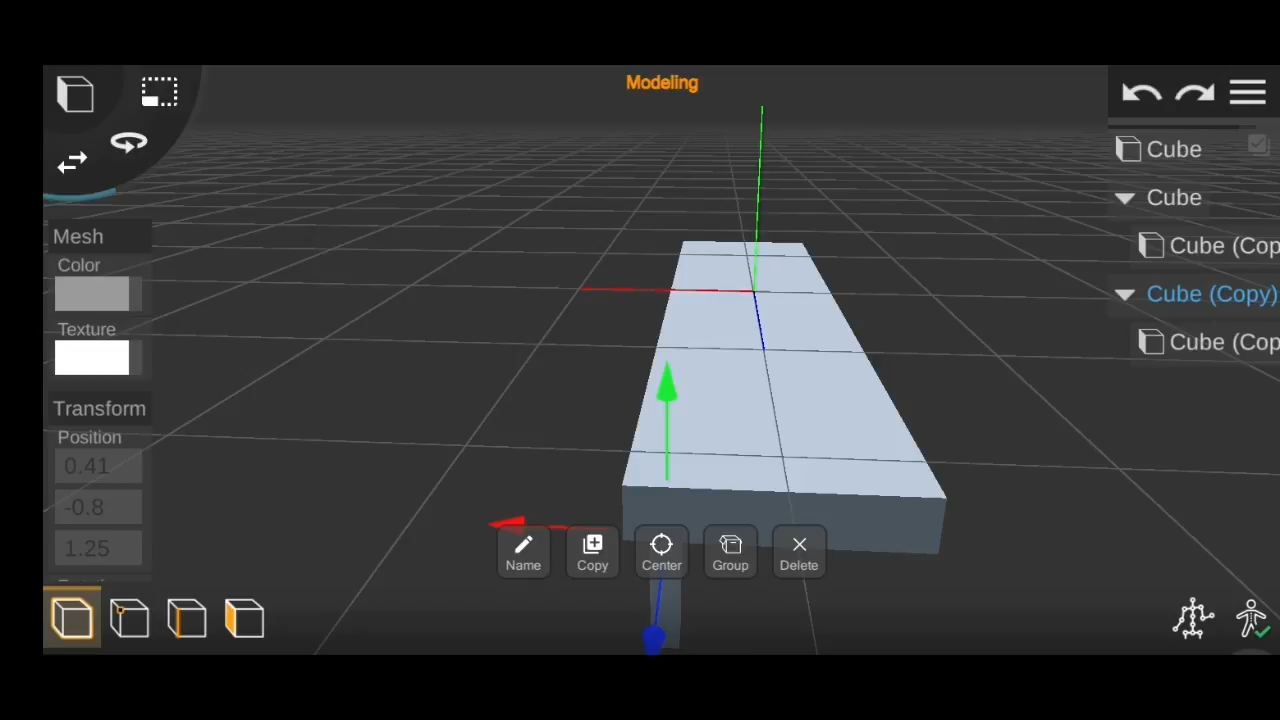 Modeling
Cube
Cube
Cube (Cop
Cube (Copy)
Cube (Cop
Mesh
Color
Texture
Transform
Position
0.41
-0.8
1.25
Name
Copy
Center
Group
Delete